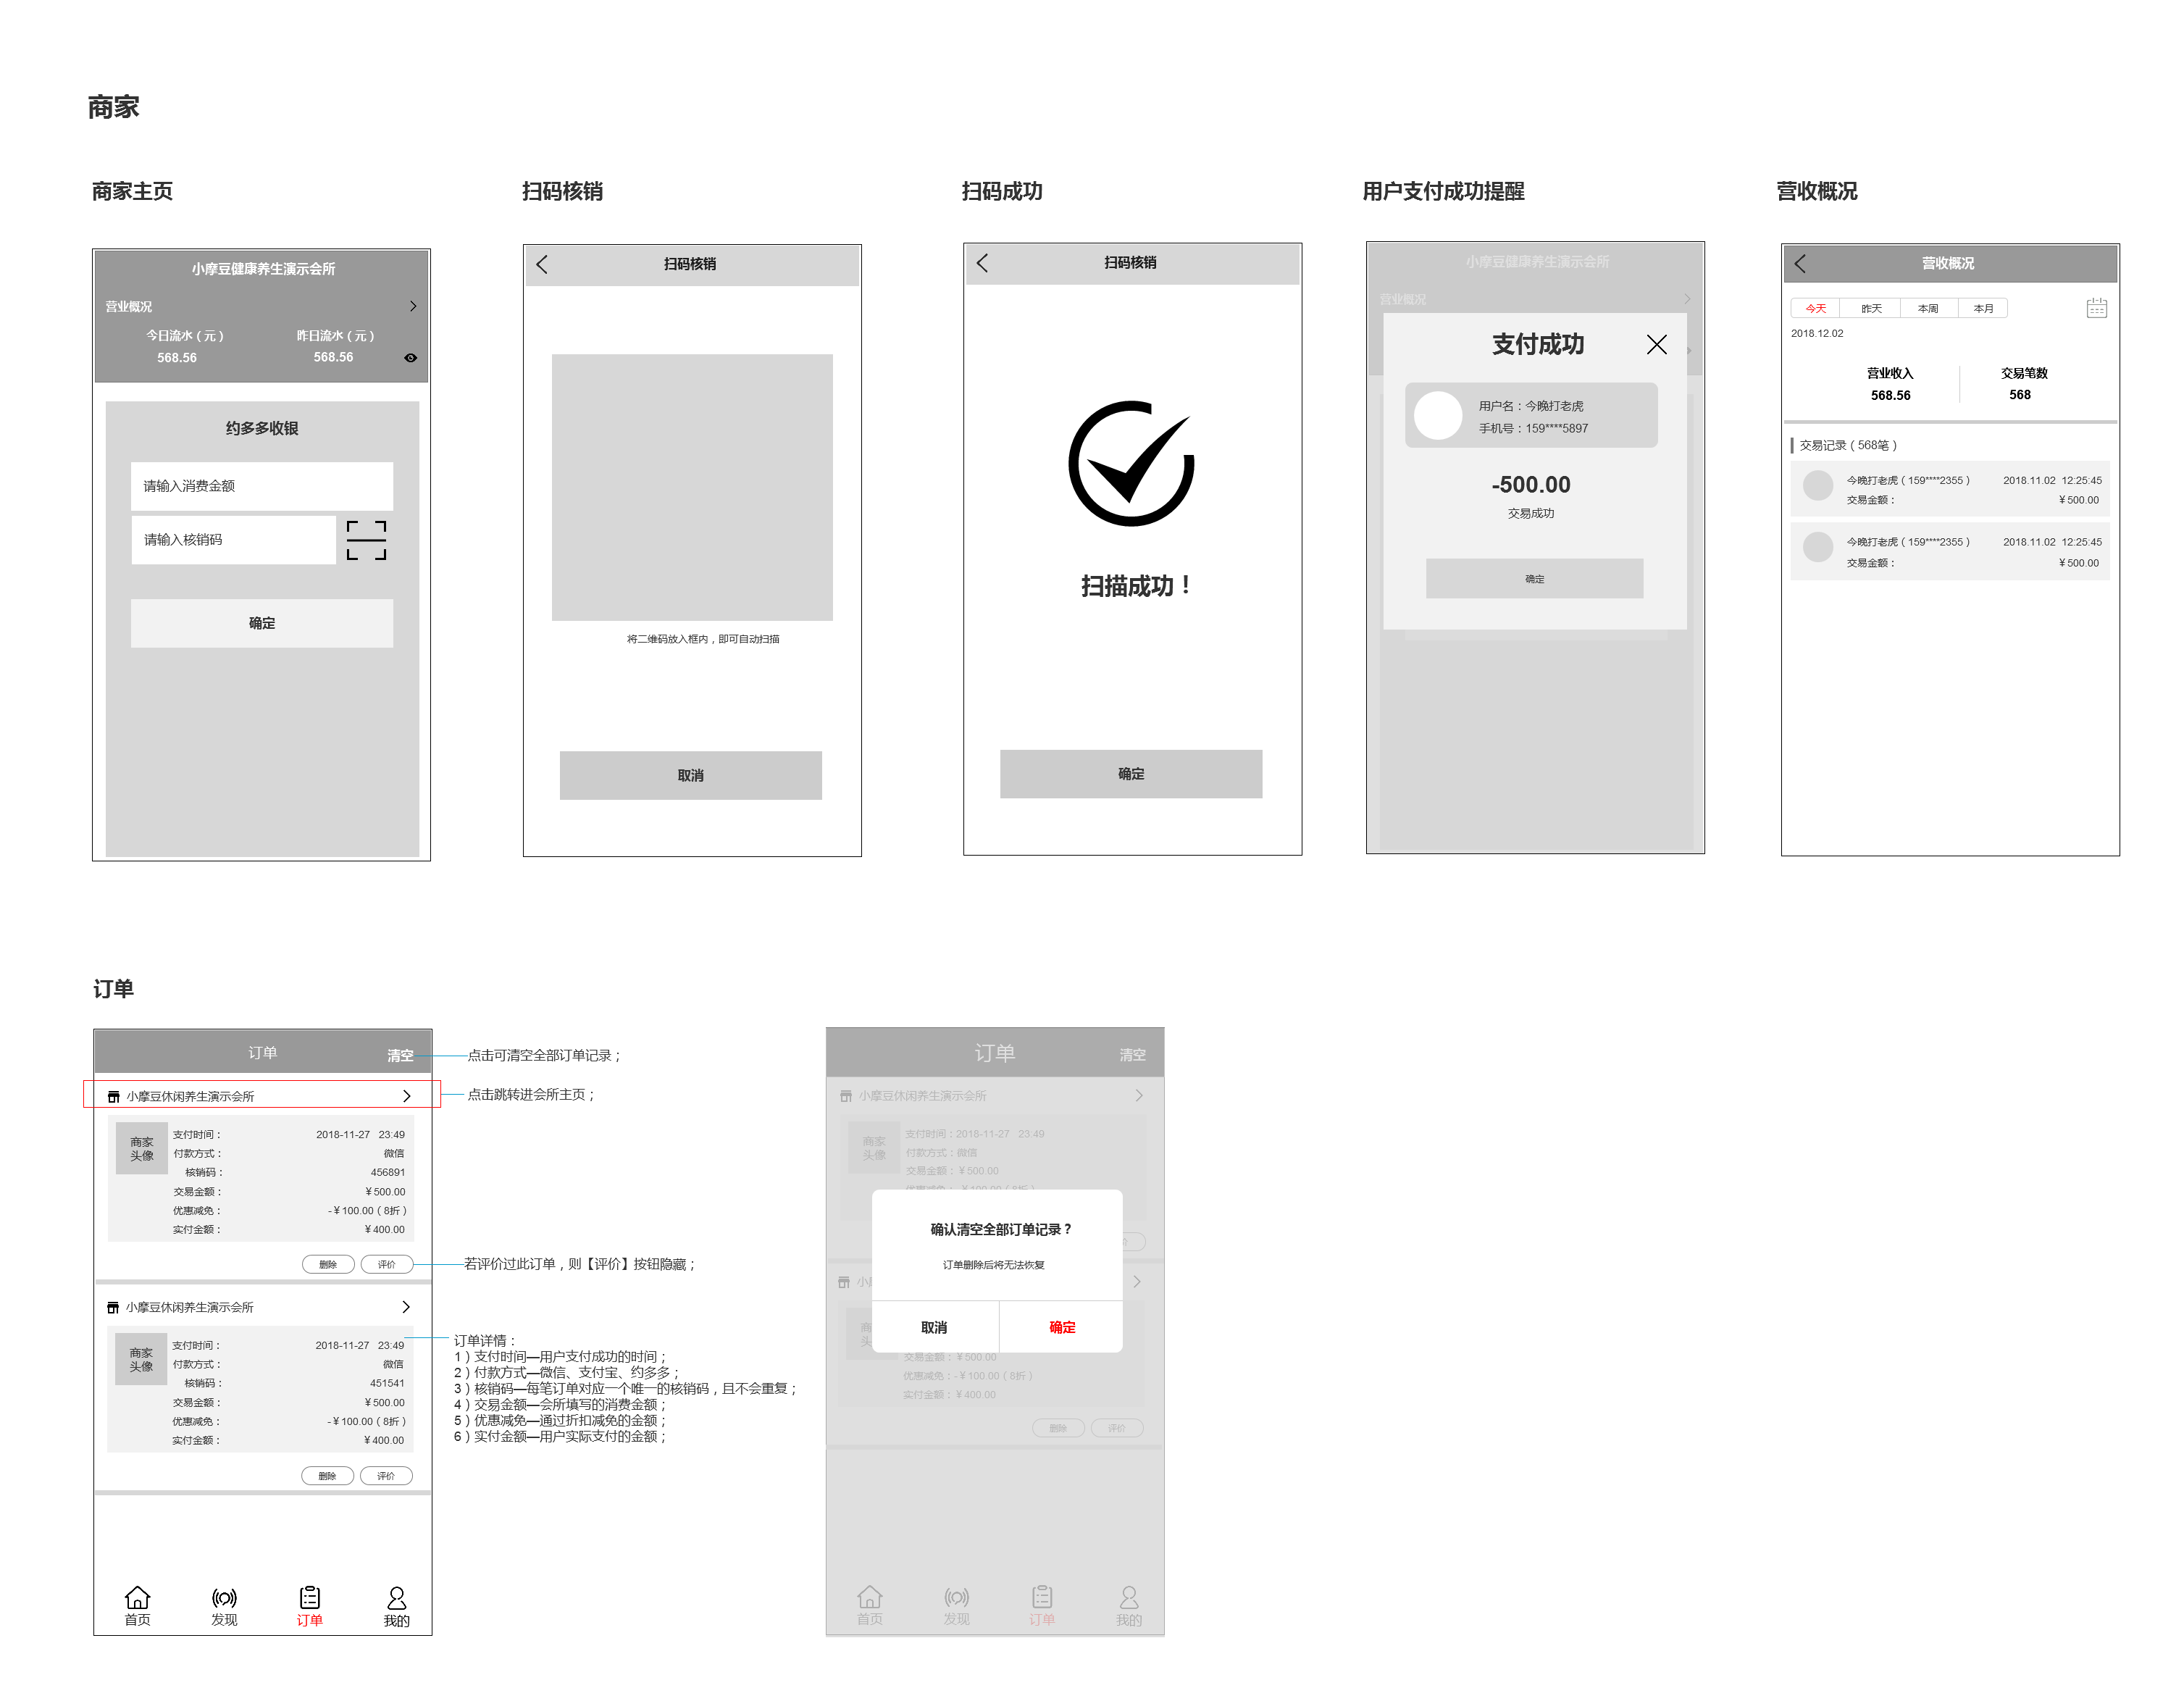 商家
商家主页
扫码核销
扫码成功
用户支付成功提醒
营收概况
小摩豆健康养生演示会所
营业概况
今日流水（元）
昨日流水（元）
568.56
568.56
约多多收银
请输入消费金额
请输入核销码
确定
扫码核销
将二维码放入框内，即可自动扫描
取消
扫码核销
扫描成功！
确定
小摩豆健康养生演示会所
营业概况
支付成功
用户名：今晚打老虎
手机号：159****5897
-500.00
交易成功
确定
营收概况
今天 昨天 本周 本月
2018.12.02
营业收入 交易笔数
568.56 568
交易记录（568笔）
今晚打老虎（159****2355） 2018.11.02 12:25:45
交易金额： ￥500.00
今晚打老虎（159****2355） 2018.11.02 12:25:45
交易金额： ￥500.00
订单
订单 清空
点击可清空全部订单记录；
小摩豆休闲养生演示会所
点击跳转进会所主页；
商家
头像
支付时间： 2018-11-27 23:49
付款方式： 微信
核销码： 456891
交易金额： ￥500.00
优惠减免： -￥100.00（8折）
实付金额： ￥400.00
删除 评价
若评价过此订单，则【评价】按钮隐藏；
小摩豆休闲养生演示会所
商家
头像
支付时间： 2018-11-27 23:49
付款方式： 微信
核销码： 451541
交易金额： ￥500.00
优惠减免： -￥100.00（8折）
实付金额： ￥400.00
删除 评价
订单详情：
1）支付时间—用户支付成功的时间；
2）付款方式—微信、支付宝、约多多；
3）核销码—每笔订单对应一个唯一的核销码，且不会重复；
4）交易金额—会所填写的消费金额；
5）优惠减免—通过折扣减免的金额；
6）实付金额—用户实际支付的金额；
首页 发现 订单 我的
订单 清空
小摩豆休闲养生演示会所
商家
头像
支付时间：2018-11-27 23:49
付款方式：微信
交易金额：￥500.00
优惠减免：-￥100.00（8折）
确认清空全部订单记录？
订单删除后将无法恢复
取消 确定
小
商
头
交易金额：￥500.00
优惠减免：-￥100.00（8折）
实付金额：￥400.00
删除 评价
首页 发现 订单 我的